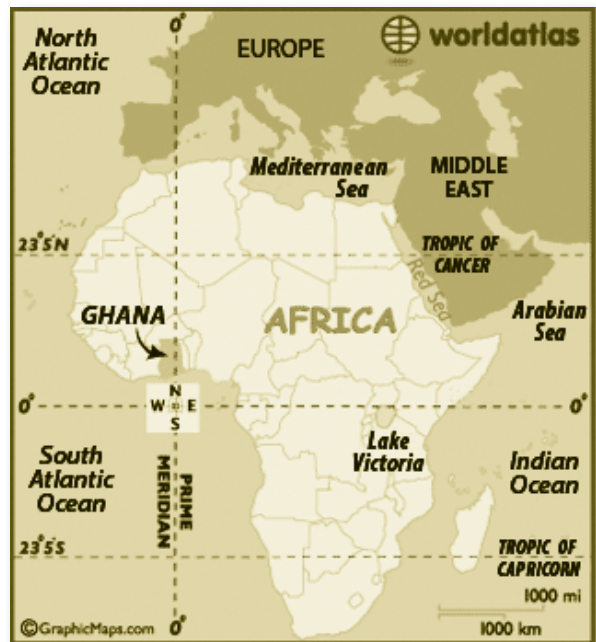 0°
North
Atlantic
Ocean
EUROPE
worldatlas
Mediterranean
Sea
MIDDLE
EAST
23°5'N
TROPIC OF
CANCER
Red Sea
GHANA
AFRICA
Arabian
Sea
N
W E
S
0°
0°
South
Atlantic
Ocean
PRIME
MERIDIAN
Lake
Victoria
Indian
Ocean
23°5'S
TROPIC OF
CAPRICORN
1000 mi
1000 km
©GraphicMaps.com
0°